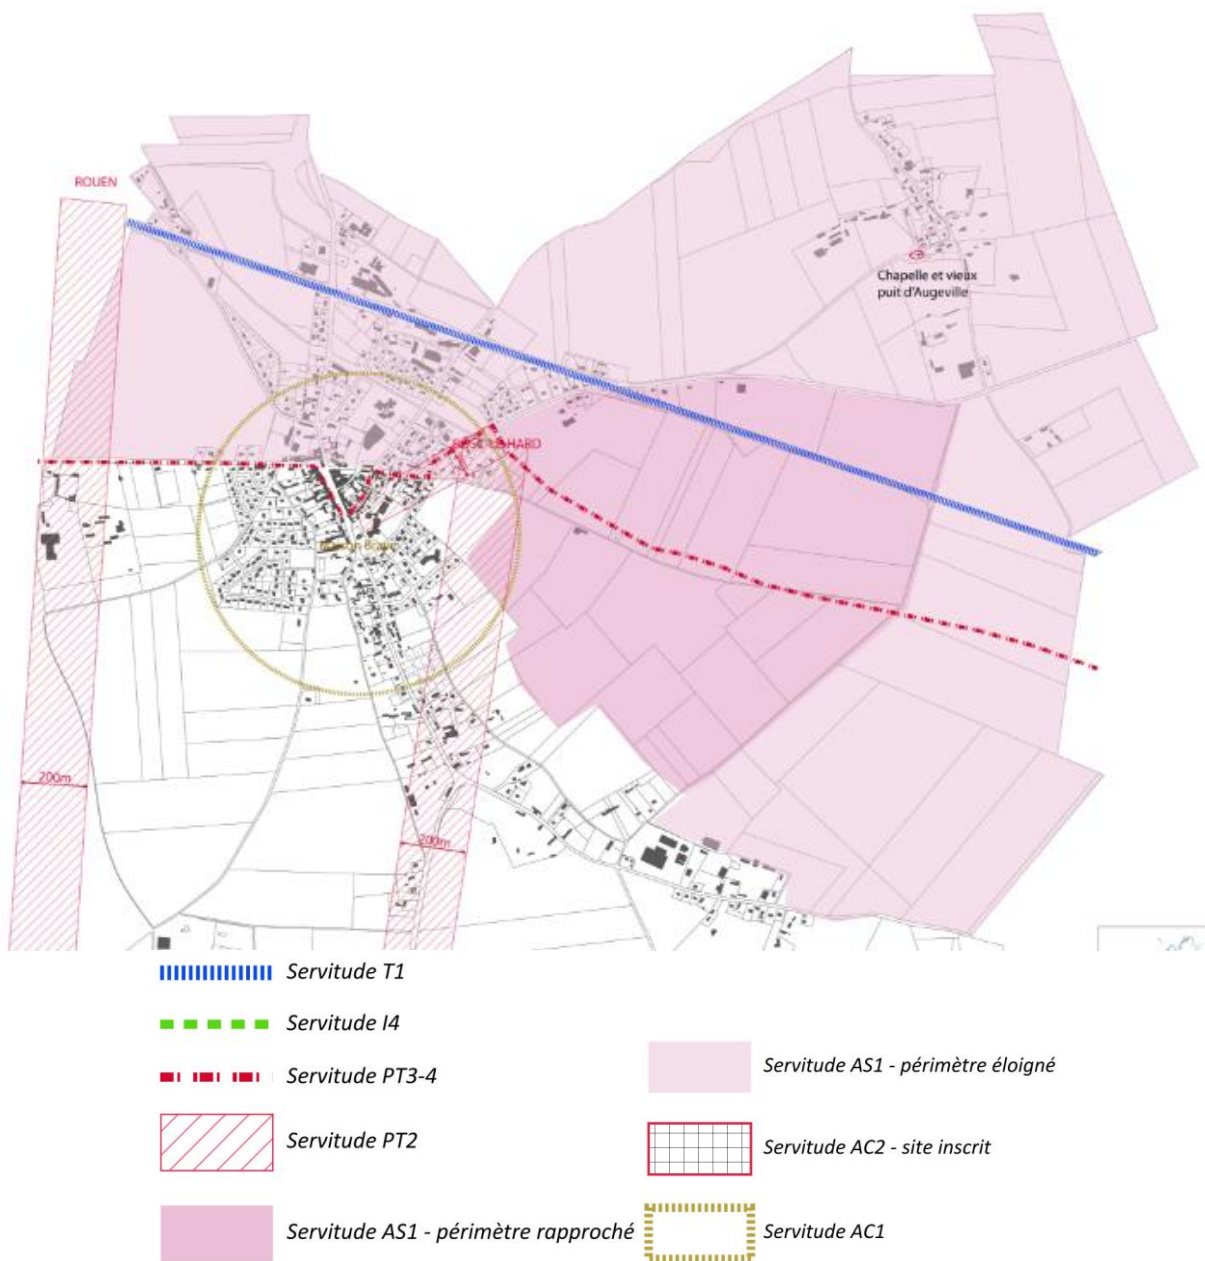 ROUEN
Chapelle et vieux
puit d'Augeville
200m
200m
Servitude T1
Servitude I4
Servitude PT3-4
Servitude AS1 - périmètre éloigné
Servitude PT2
Servitude AC2 - site inscrit
Servitude AS1 - périmètre rapproché
Servitude AC1